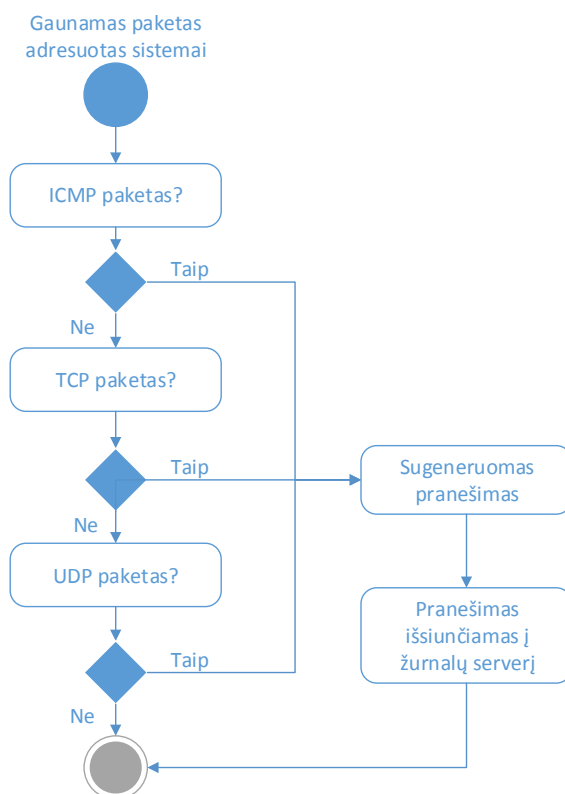 Gaunamas paketas
adresuotas sistemai
ICMP paketas?
Taip
Ne
TCP paketas?
Taip
Sugeneruomas
pranešimas
Ne
UDP paketas?
Pranešimas
išsiunčiamas į
žurnalų serverį
Taip
Ne